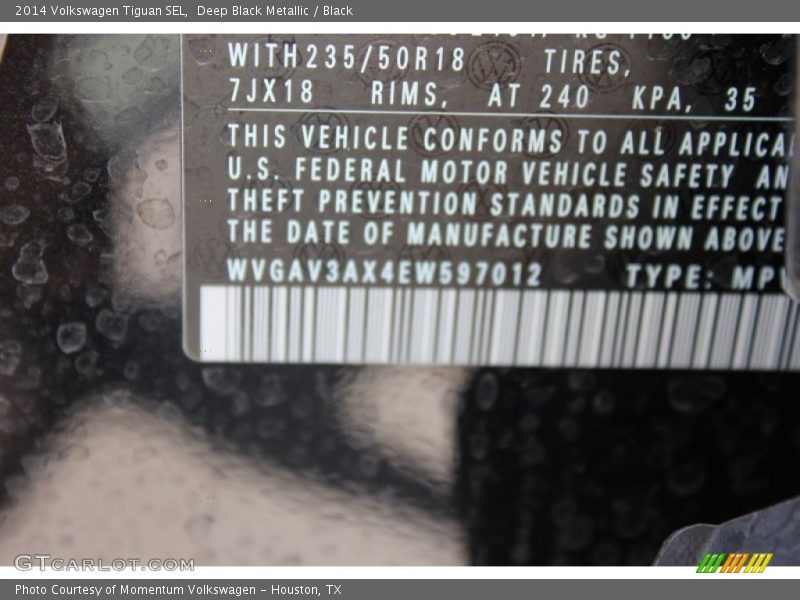 2014 Volkswagen Tiguan SEL, Deep Black Metallic / Black
WITH235/50R18 TIRES,
7JX18 RIMS, AT 240 KPA, 35
THIS VEHICLE CONFORMS TO ALL APPLICA
U.S. FEDERAL MOTOR VEHICLE SAFETY AN
THEFT PREVENTION STANDARDS IN EFFECT
THE DATE OF MANUFACTURE SHOWN ABOVE
WVGAV3AX4EW597012 TYPE: MPV
GTCARLOT.COM
Photo Courtesy of Momentum Volkswagen - Houston, TX